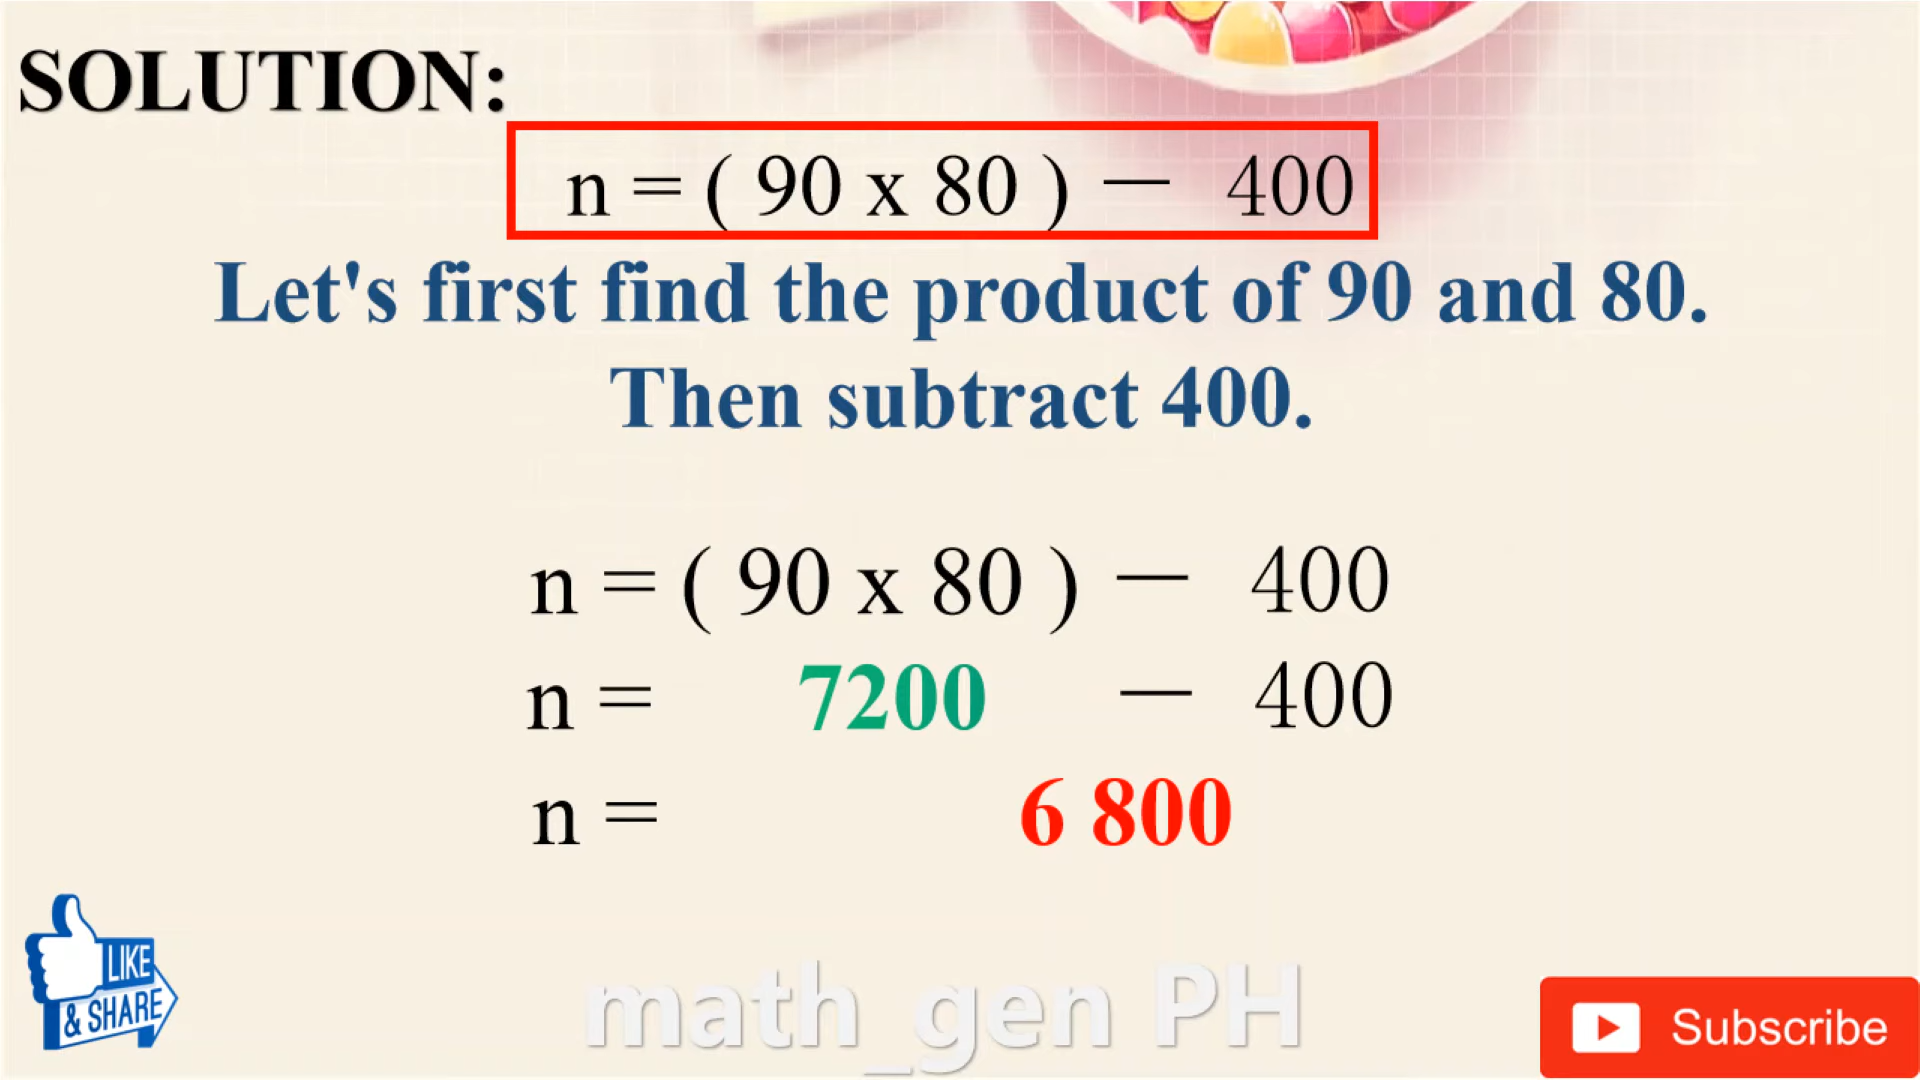 SOLUTION:
n = ( 90 x 80 ) − 400
Let's first find the product of 90 and 80.
Then subtract 400.
n = ( 90 x 80 ) − 400
n = 7200 − 400
n = 6 800
LIKE
& SHARE
math_gen PH
Subscribe